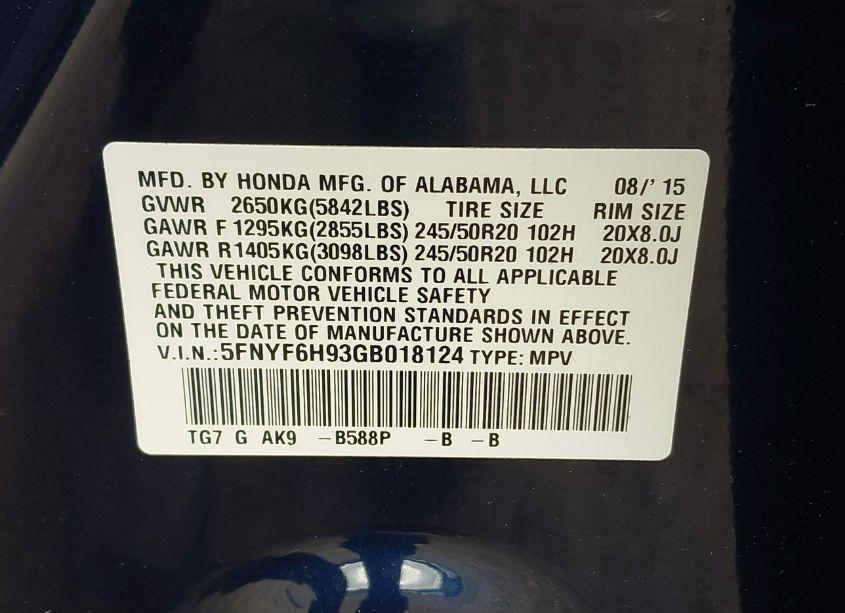 MFD. BY HONDA MFG. OF ALABAMA, LLC 08/' 15
GVWR 2650KG(5842LBS) TIRE SIZE RIM SIZE
GAWR F 1295KG(2855LBS) 245/50R20 102H 20X8.0J
GAWR R1405KG(3098LBS) 245/50R20 102H 20X8.0J
THIS VEHICLE CONFORMS TO ALL APPLICABLE
FEDERAL MOTOR VEHICLE SAFETY
AND THEFT PREVENTION STANDARDS IN EFFECT
ON THE DATE OF MANUFACTURE SHOWN ABOVE.
V.I.N.:5FNYF6H93GB018124 TYPE: MPV
TG7 G AK9 -B588P -B -B